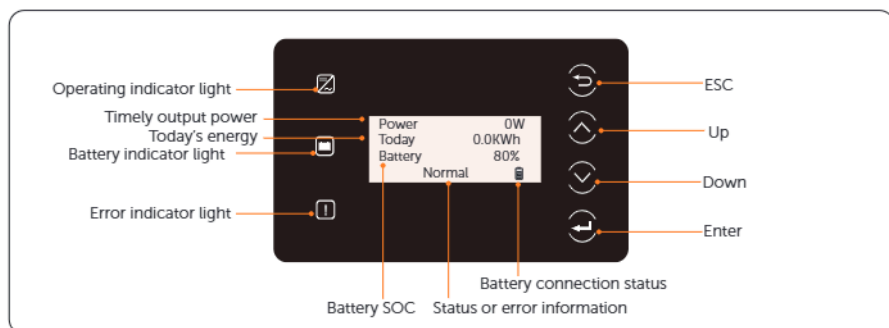 Operating indicator light
Timely output power
Today's energy
Battery indicator light
Error indicator light
Power 0W
Today 0.0KWh
Battery 80%
Normal
ESC
Up
Down
Enter
Battery connection status
Battery SOC Status or error information